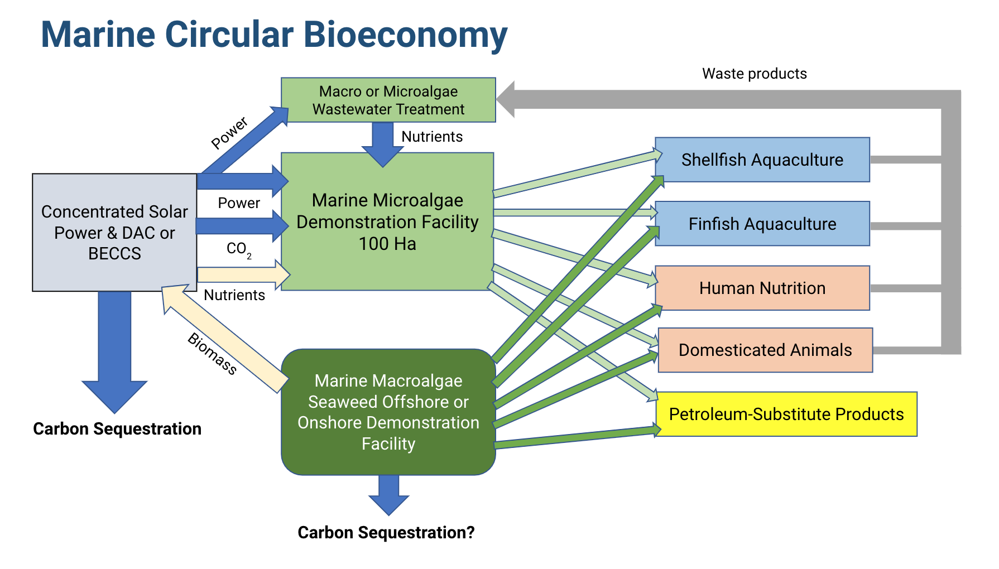 Marine Circular Bioeconomy
Waste products
Macro or Microalgae
Wastewater Treatment
Power
Nutrients
Shellfish Aquaculture
Concentrated Solar
Power & DAC or
BECCS
Power
CO₂
Nutrients
Marine Microalgae
Demonstration Facility
100 Ha
Finfish Aquaculture
Human Nutrition
Biomass
Domesticated Animals
Marine Macroalgae
Seaweed Offshore or
Onshore Demonstration
Facility
Petroleum-Substitute Products
Carbon Sequestration
Carbon Sequestration?